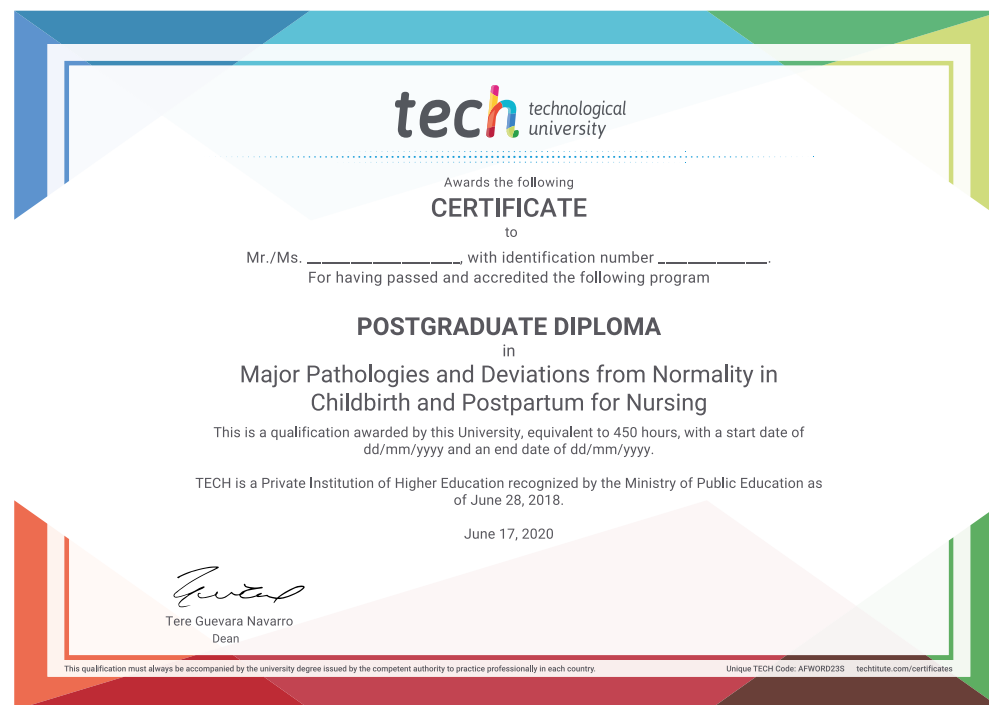 tech technological
university
Awards the following
CERTIFICATE
to
Mr./Ms. ____________________, with identification number ______________.
For having passed and accredited the following program
POSTGRADUATE DIPLOMA
in
Major Pathologies and Deviations from Normality in
Childbirth and Postpartum for Nursing
This is a qualification awarded by this University, equivalent to 450 hours, with a start date of
dd/mm/yyyy and an end date of dd/mm/yyyy.
TECH is a Private Institution of Higher Education recognized by the Ministry of Public Education as
of June 28, 2018.
June 17, 2020
Tere Guevara Navarro
Dean
This qualification must always be accompanied by the university degree issued by the competent authority to practice professionally in each country.
Unique TECH Code: AFWORD23S techtitute.com/certificates